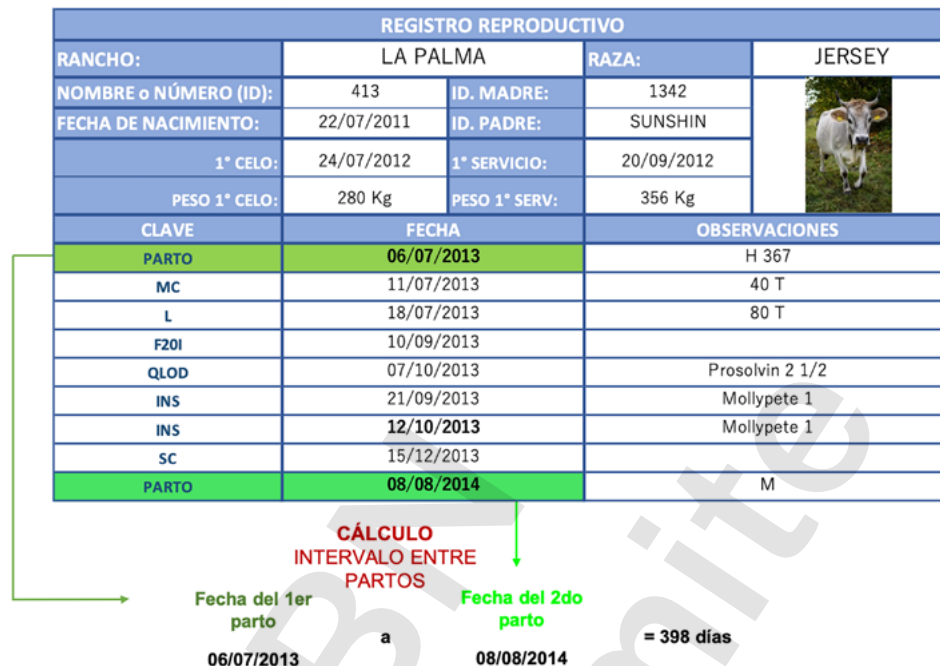 REGISTRO REPRODUCTIVO
RANCHO: LA PALMA RAZA: JERSEY
NOMBRE o NÚMERO (ID): 413 ID. MADRE: 1342
FECHA DE NACIMIENTO: 22/07/2011 ID. PADRE: SUNSHIN
1° CELO: 24/07/2012 1° SERVICIO: 20/09/2012
PESO 1° CELO: 280 Kg PESO 1° SERV: 356 Kg
CLAVE FECHA OBSERVACIONES
PARTO 06/07/2013 H 367
MC 11/07/2013 40 T
L 18/07/2013 80 T
F20I 10/09/2013
QLOD 07/10/2013 Prosolvin 2 1/2
INS 21/09/2013 Mollypete 1
INS 12/10/2013 Mollypete 1
SC 15/12/2013
PARTO 08/08/2014 M
CÁLCULO
INTERVALO ENTRE
PARTOS
Fecha del 1er
parto
06/07/2013
a
Fecha del 2do
parto
08/08/2014
= 398 días